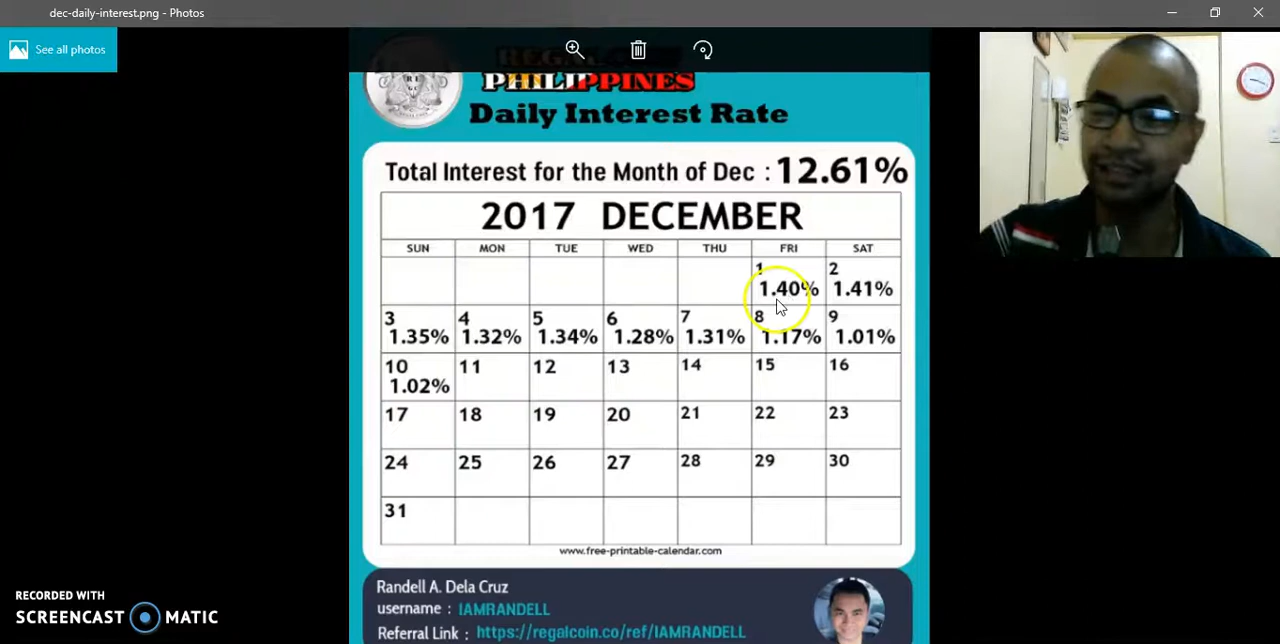 dec-daily-interest.png - Photos
See all photos
PHILIPPINES
Daily Interest Rate
Total Interest for the Month of Dec : 12.61%
2017 DECEMBER
SUN MON TUE WED THU FRI SAT
1 2
1.40% 1.41%
3 4 5 6 7 8 9
1.35% 1.32% 1.34% 1.28% 1.31% 1.17% 1.01%
10 11 12 13 14 15 16
1.02%
17 18 19 20 21 22 23
24 25 26 27 28 29 30
31
www.free-printable-calendar.com
Randell A. Dela Cruz
username : IAMRANDELL
Referral Link : https://regalcoin.co/ref/IAMRANDELL
RECORDED WITH
SCREENCAST MATIC